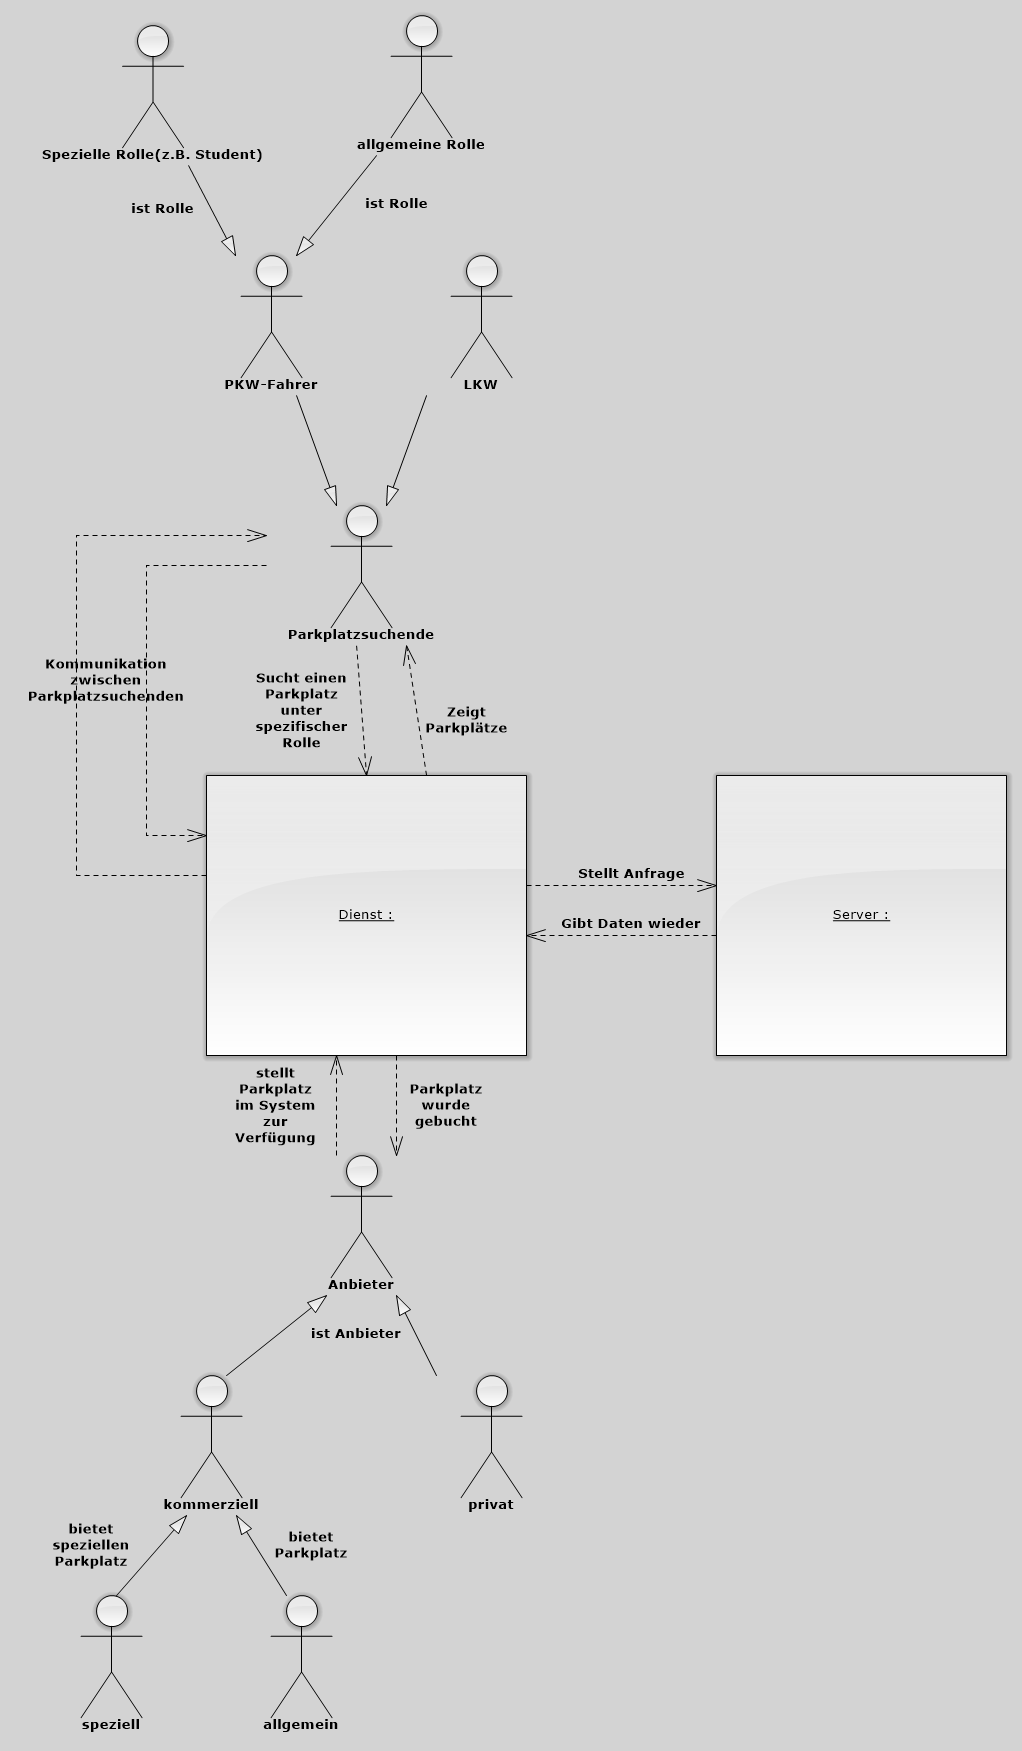 Spezielle Rolle(z.B. Student)
allgemeine Rolle
ist Rolle
ist Rolle
PKW-Fahrer
LKW
Parkplatzsuchende
Kommunikation
zwischen
Parkplatzsuchenden
Sucht einen
Parkplatz
unter
spezifischer
Rolle
Zeigt
Parkplätze
Dienst :
Stellt Anfrage
Gibt Daten wieder
Server :
stellt
Parkplatz
im System
zur
Verfügung
Parkplatz
wurde
gebucht
Anbieter
ist Anbieter
kommerziell
privat
bietet
speziellen
Parkplatz
bietet
Parkplatz
speziell
allgemein